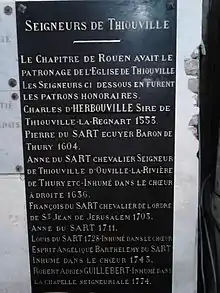 SEIGNEURS DE THIOUVILLE
LE CHAPITRE DE ROUEN AVAIT LE
PATRONAGE DE L'EGLISE DE THIOUVILLE
LES SEIGNEURS CI DESSOUS EN FURENT
LES PATRONS HONORAIRES.
CHARLES D'HERBOUVILLE SIRE DE
THIOUVILLE-LA-REGNART 1553.
PIERRE DU SART ECUYER BARON DE
THURY 1604.
ANNE DU SART CHEVALIER SEIGNEUR
DE THIOUVILLE D'OUVILLE-LA-RIVIÈRE
DE THURY ETC-INHUMÉ DANS LE CHŒUR
À DROITE 1636.
FRANÇOIS DU SART CHEVALIER DE L'ORDRE
DE ST JEAN DE JERUSALEM 1703.
ANNE DU SART 1711.
LOUIS DU SART 1728-INHUMÉ DANS LE CHŒUR
ESPRIT ANGÉLIQUE BARTHÉLEMY DU SART
INHUMÉ DANS LE CHŒUR 1743.
ROBERT ADRIEN GUILLEBERT-INHUMÉ DANS
LA CHAPELLE SEIGNEURIALE 1774.